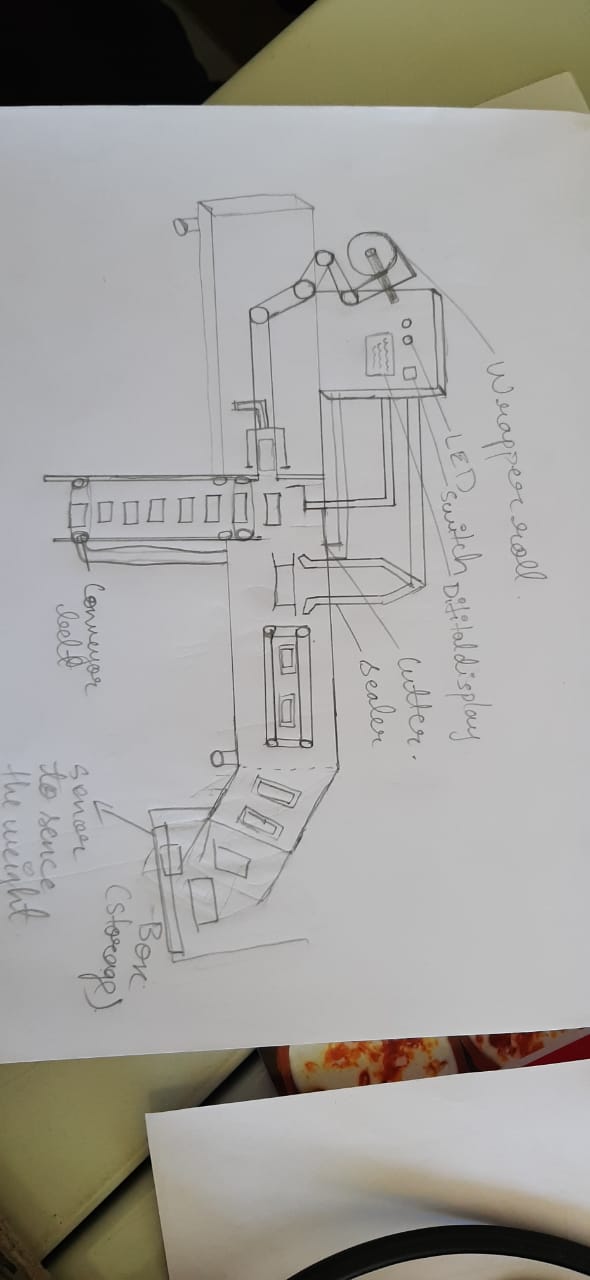 Wrapper roll.
LED
Switch
Digital display
Cutter.
Sealer
Conveyor
belt
Sensor
to sence
the weight
Box
(Storage)